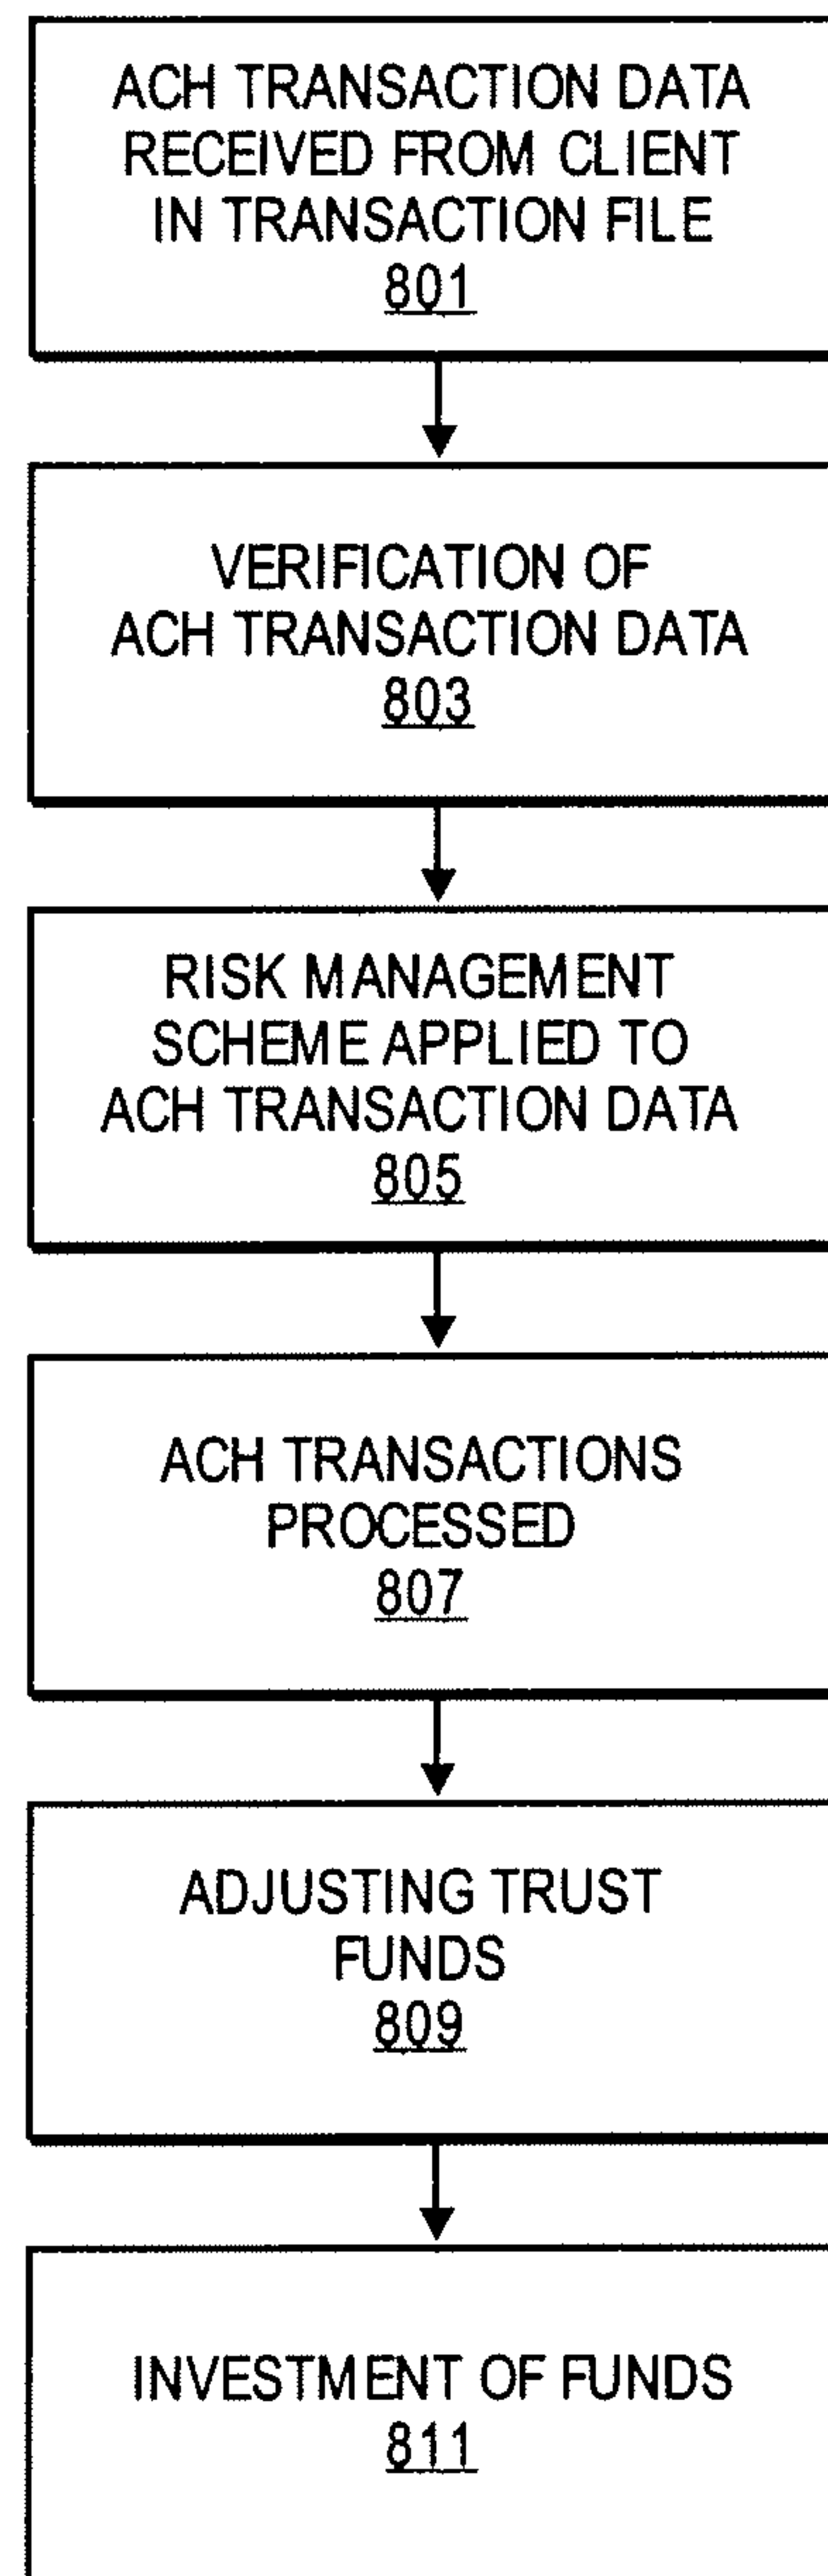 ACH TRANSACTION DATA
RECEIVED FROM CLIENT
IN TRANSACTION FILE
801
VERIFICATION OF
ACH TRANSACTION DATA
803
RISK MANAGEMENT
SCHEME APPLIED TO
ACH TRANSACTION DATA
805
ACH TRANSACTIONS
PROCESSED
807
ADJUSTING TRUST
FUNDS
809
INVESTMENT OF FUNDS
811